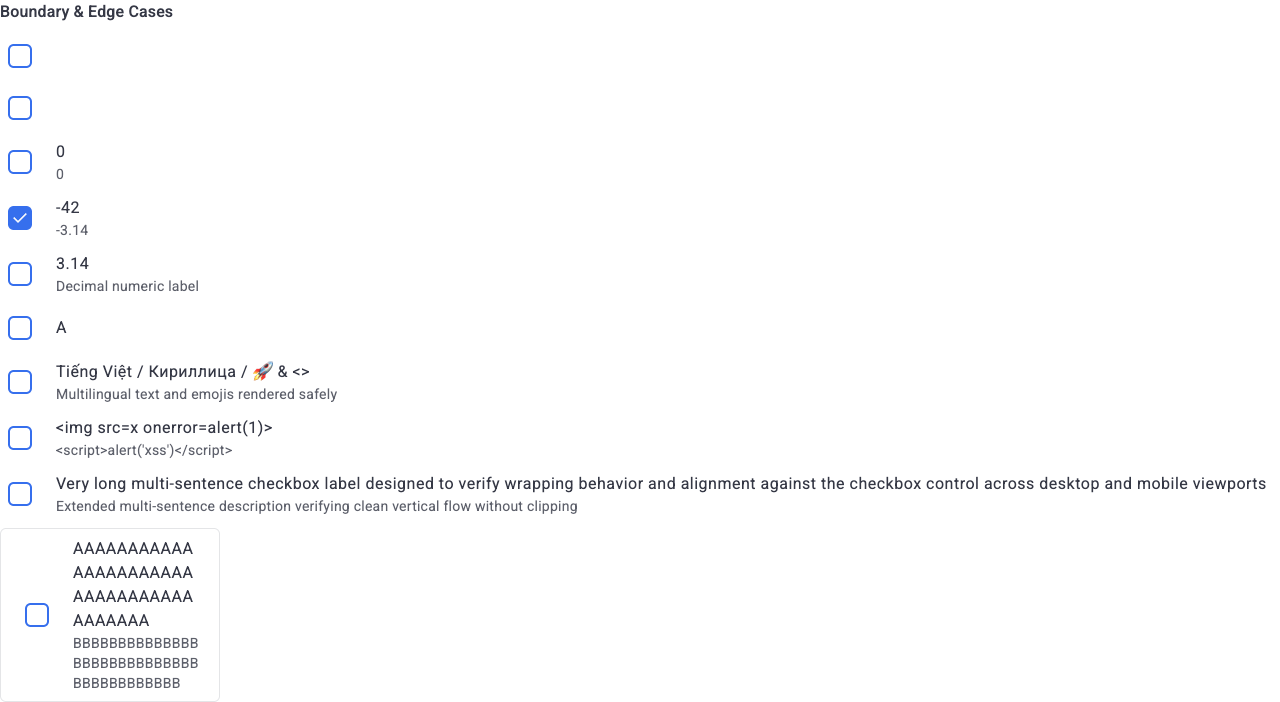 Boundary & Edge Cases
0
0
-42
-3.14
3.14
Decimal numeric label
A
Tiếng Việt / Кириллица / 🚀 & <>
Multilingual text and emojis rendered safely
<img src=x onerror=alert(1)>
<script>alert('xss')</script>
Very long multi-sentence checkbox label designed to verify wrapping behavior and alignment against the checkbox control across desktop and mobile viewports
Extended multi-sentence description verifying clean vertical flow without clipping
AAAAAAAAAAA
AAAAAAAAAAA
AAAAAAAAAAA
AAAAAAA
BBBBBBBBBBBBBB
BBBBBBBBBBBBBB
BBBBBBBBBBBB